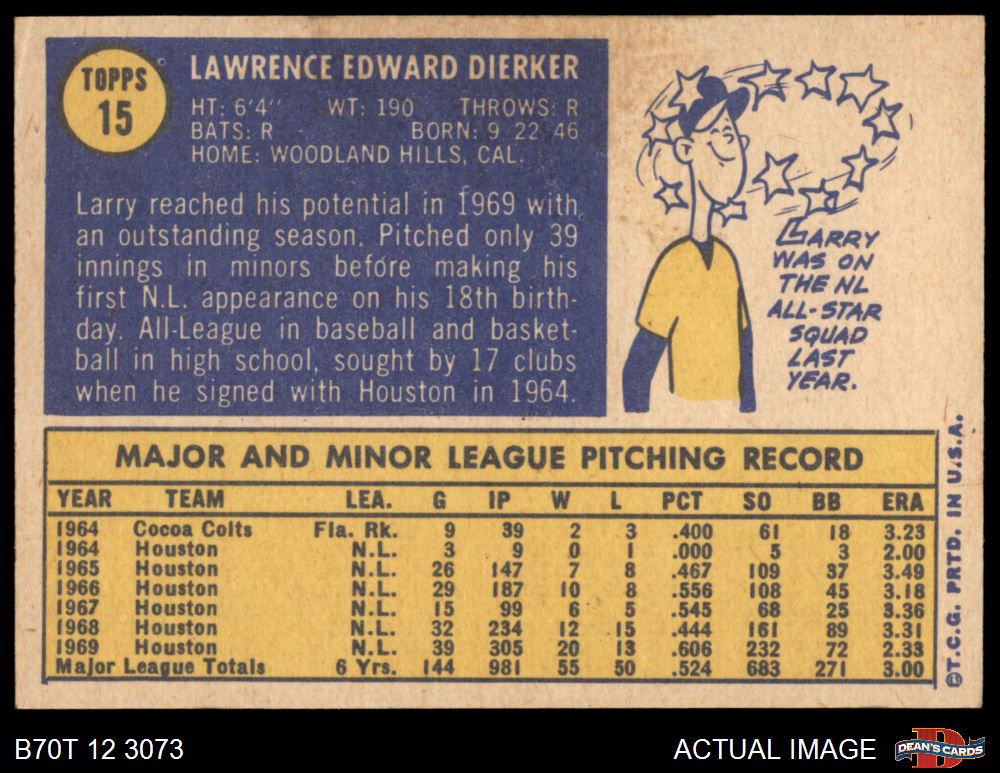 TOPPS
15
LAWRENCE EDWARD DIERKER
HT: 6'4" WT: 190 THROWS: R
BATS: R BORN: 9 22 46
HOME: WOODLAND HILLS, CAL.
Larry reached his potential in 1969 with
an outstanding season. Pitched only 39
innings in minors before making his
first N.L. appearance on his 18th birth-
day. All-League in baseball and basket-
ball in high school, sought by 17 clubs
when he signed with Houston in 1964.
LARRY
WAS ON
THE NL
ALL-STAR
SQUAD
LAST
YEAR.
MAJOR AND MINOR LEAGUE PITCHING RECORD
YEAR TEAM LEA. G IP W L PCT SO BB ERA
1964 Cocoa Colts Fla. Rk. 9 39 2 3 .400 61 18 3.23
1964 Houston N.L. 3 9 0 1 .000 5 3 2.00
1965 Houston N.L. 26 147 7 8 .467 109 37 3.49
1966 Houston N.L. 29 187 10 8 .556 108 45 3.18
1967 Houston N.L. 15 99 6 5 .545 68 25 3.36
1968 Houston N.L. 32 234 12 15 .444 161 89 3.31
1969 Houston N.L. 39 305 20 13 .606 232 72 2.33
Major League Totals 6 Yrs. 144 981 55 50 .524 683 271 3.00
©T.C.G. PRTD. IN U.S.A.
B70T 12 3073
ACTUAL IMAGE
D
DEAN'S CARDS